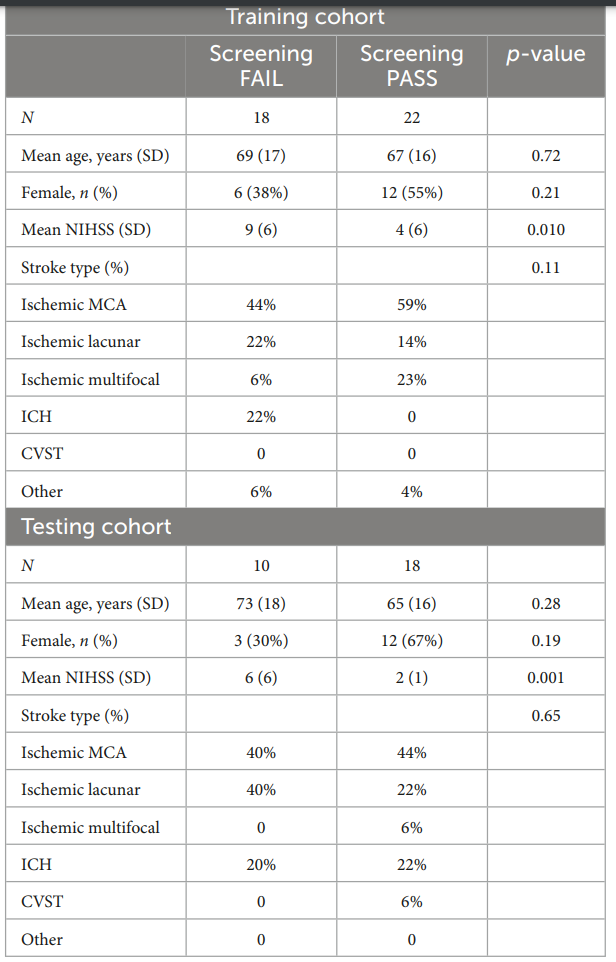 Training cohort
Screening FAIL Screening PASS p-value
N 18 22
Mean age, years (SD) 69 (17) 67 (16) 0.72
Female, n (%) 6 (38%) 12 (55%) 0.21
Mean NIHSS (SD) 9 (6) 4 (6) 0.010
Stroke type (%) 0.11
Ischemic MCA 44% 59%
Ischemic lacunar 22% 14%
Ischemic multifocal 6% 23%
ICH 22% 0
CVST 0 0
Other 6% 4%
Testing cohort
N 10 18
Mean age, years (SD) 73 (18) 65 (16) 0.28
Female, n (%) 3 (30%) 12 (67%) 0.19
Mean NIHSS (SD) 6 (6) 2 (1) 0.001
Stroke type (%) 0.65
Ischemic MCA 40% 44%
Ischemic lacunar 40% 22%
Ischemic multifocal 0 6%
ICH 20% 22%
CVST 0 6%
Other 0 0